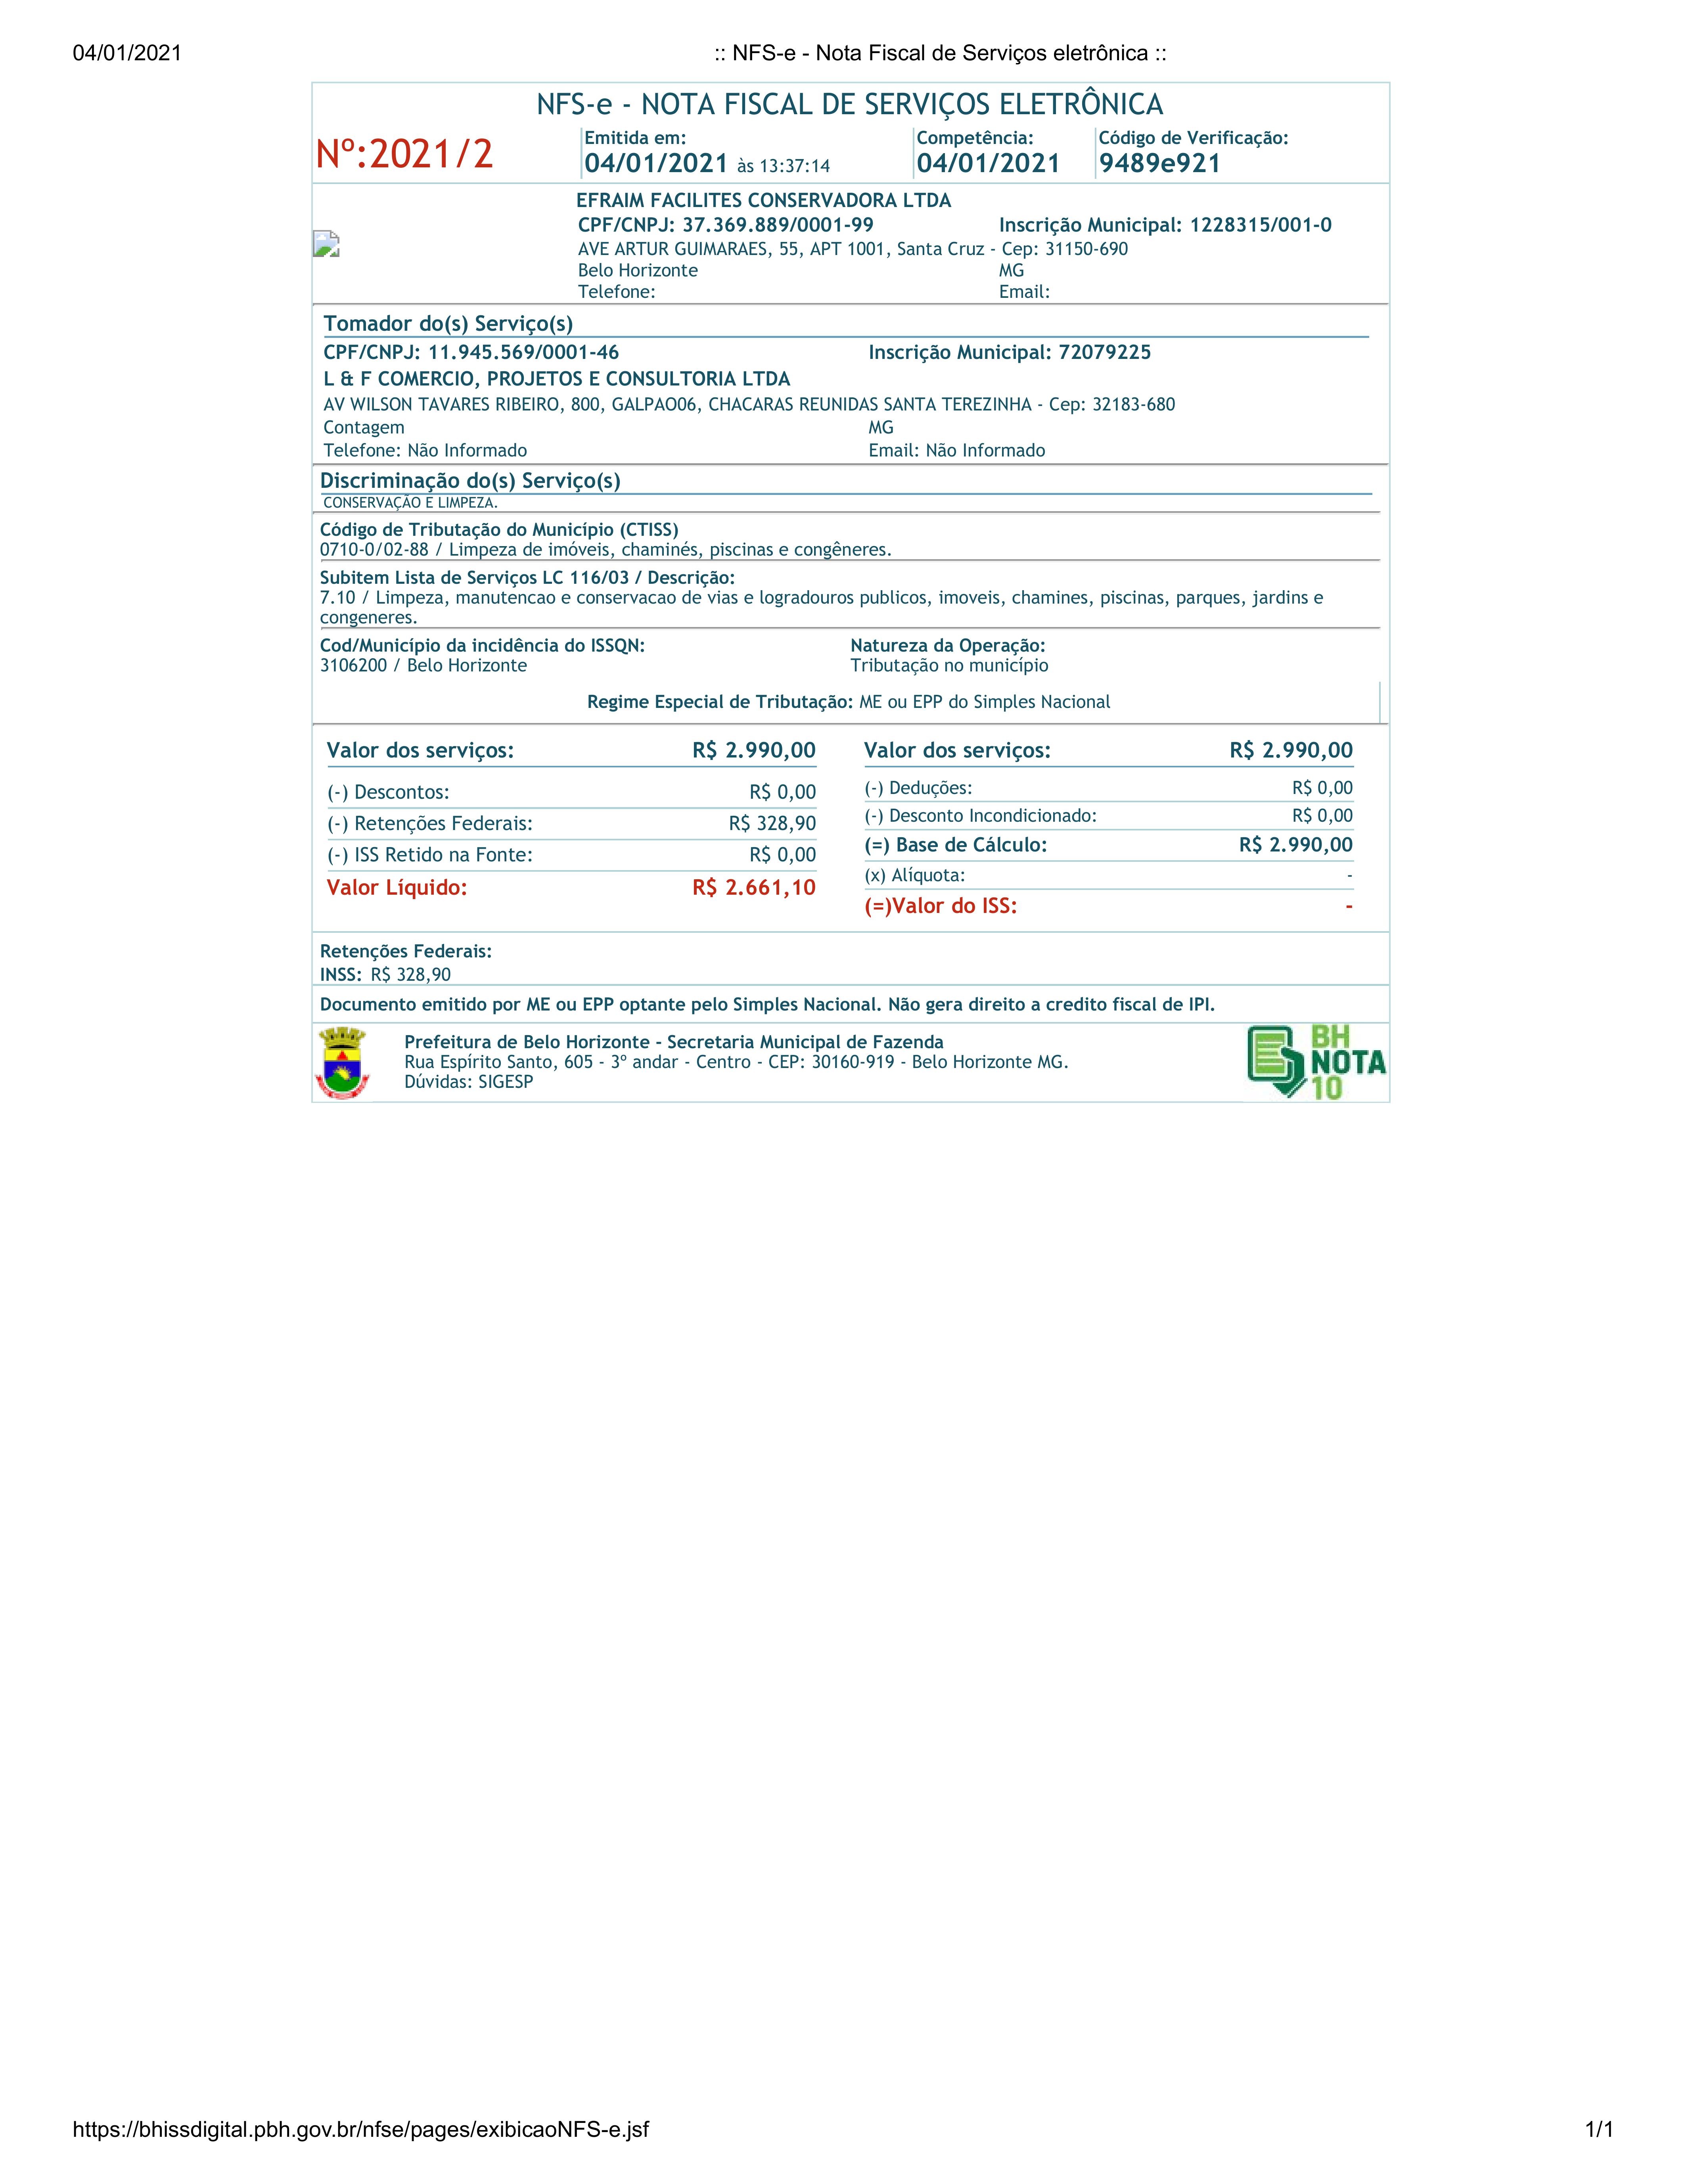 04/01/2021 :: NFS-e - Nota Fiscal de Serviços eletrônica ::
NFS-e - NOTA FISCAL DE SERVIÇOS ELETRÔNICA
Nº:2021/2
Emitida em: Competência: Código de Verificação:
04/01/2021 às 13:37:14 04/01/2021 9489e921
EFRAIM FACILITES CONSERVADORA LTDA
CPF/CNPJ: 37.369.889/0001-99 Inscrição Municipal: 1228315/001-0
AVE ARTUR GUIMARAES, 55, APT 1001, Santa Cruz - Cep: 31150-690
Belo Horizonte MG
Telefone: Email:
Tomador do(s) Serviço(s)
CPF/CNPJ: 11.945.569/0001-46 Inscrição Municipal: 72079225
L & F COMERCIO, PROJETOS E CONSULTORIA LTDA
AV WILSON TAVARES RIBEIRO, 800, GALPAO06, CHACARAS REUNIDAS SANTA TEREZINHA - Cep: 32183-680
Contagem MG
Telefone: Não Informado Email: Não Informado
Discriminação do(s) Serviço(s)
CONSERVAÇÃO E LIMPEZA.
Código de Tributação do Município (CTISS)
0710-0/02-88 / Limpeza de imóveis, chaminés, piscinas e congêneres.
Subitem Lista de Serviços LC 116/03 / Descrição:
7.10 / Limpeza, manutencao e conservacao de vias e logradouros publicos, imoveis, chamines, piscinas, parques, jardins e
congeneres.
Cod/Município da incidência do ISSQN: Natureza da Operação:
3106200 / Belo Horizonte Tributação no município
Regime Especial de Tributação: ME ou EPP do Simples Nacional
Valor dos serviços: R$ 2.990,00
(-) Descontos: R$ 0,00
(-) Retenções Federais: R$ 328,90
(-) ISS Retido na Fonte: R$ 0,00
Valor Líquido: R$ 2.661,10
Valor dos serviços: R$ 2.990,00
(-) Deduções: R$ 0,00
(-) Desconto Incondicionado: R$ 0,00
(=) Base de Cálculo: R$ 2.990,00
(x) Alíquota: -
(=)Valor do ISS: -
Retenções Federais:
INSS: R$ 328,90
Documento emitido por ME ou EPP optante pelo Simples Nacional. Não gera direito a credito fiscal de IPI.
Prefeitura de Belo Horizonte - Secretaria Municipal de Fazenda
Rua Espírito Santo, 605 - 3º andar - Centro - CEP: 30160-919 - Belo Horizonte MG.
Dúvidas: SIGESP
BH
NOTA
10
https://bhissdigital.pbh.gov.br/nfse/pages/exibicaoNFS-e.jsf 1/1